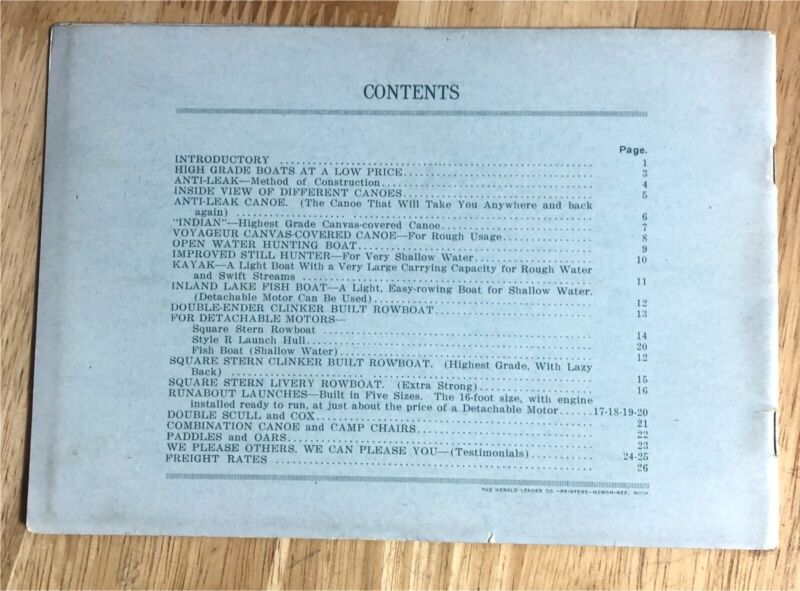 CONTENTS
Page.
INTRODUCTORY 1
HIGH GRADE BOATS AT A LOW PRICE 3
ANTI-LEAK—Method of Construction 4
INSIDE VIEW OF DIFFERENT CANOES 5
ANTI-LEAK CANOE. (The Canoe That Will Take You Anywhere and back
again) 6
"INDIAN"—Highest Grade Canvas-covered Canoe 7
VOYAGEUR CANVAS-COVERED CANOE—For Rough Usage 8
OPEN WATER HUNTING BOAT 9
IMPROVED STILL HUNTER—For Very Shallow Water 10
KAYAK—A Light Boat With a Very Large Carrying Capacity for Rough Water
and Swift Streams 11
INLAND LAKE FISH BOAT—A Light, Easy-rowing Boat for Shallow Water.
(Detachable Motor Can Be Used) 12
DOUBLE-ENDER CLINKER BUILT ROWBOAT 13
FOR DETACHABLE MOTORS—
Square Stern Rowboat 14
Style R Launch Hull 20
Fish Boat (Shallow Water) 12
SQUARE STERN CLINKER BUILT ROWBOAT. (Highest Grade, With Lazy
Back) 15
SQUARE STERN LIVERY ROWBOAT. (Extra Strong) 16
RUNABOUT LAUNCHES—Built in Five Sizes. The 16-foot size, with engine
installed ready to run, at just about the price of a Detachable Motor 17-18-19-20
DOUBLE SCULL and COX 21
COMBINATION CANOE and CAMP CHAIRS 22
PADDLES and OARS 23
WE PLEASE OTHERS, WE CAN PLEASE YOU—(Testimonials) 24-25
FREIGHT RATES 26
THE HERALD LEADER CO.—PRINTERS—MENOMINEE, MICH.